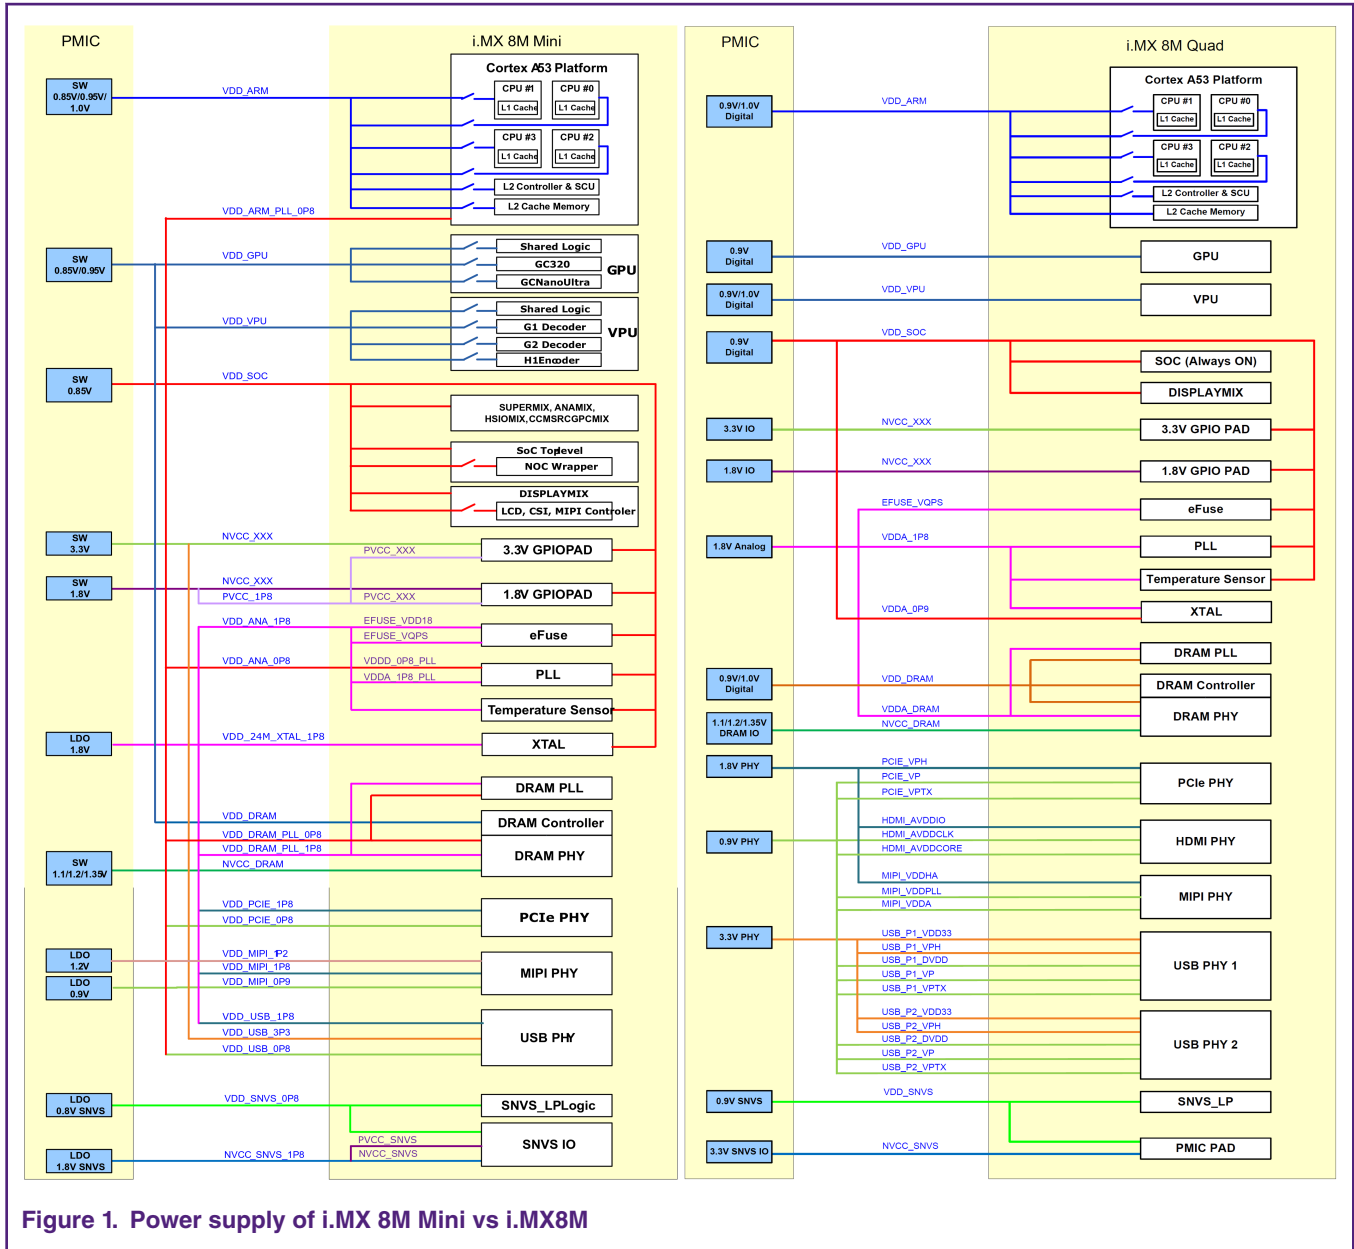 PMIC
i.MX 8M Mini
SW
0.85V/0.95V/
1.0V
VDD_ARM
Cortex A53 Platform
CPU #1
L1 Cache
CPU #0
L1 Cache
CPU #3
L1 Cache
CPU #2
L1 Cache
L2 Controller & SCU
L2 Cache Memory
VDD_ARM_PLL_0P8
SW
0.85V/0.95V
VDD_GPU
Shared Logic
GC320
GCNanoUltra
GPU
VDD_VPU
Shared Logic
G1 Decoder
G2 Decoder
H1Encoder
VPU
SW
0.85V
VDD_SOC
SUPERMIX, ANAMIX,
HSIOMIX,CCMSRCGPCMIX
SoC Toplevel
NOC Wrapper
DISPLAYMIX
LCD, CSI, MIPI Controler
SW
3.3V
NVCC_XXX
PVCC_XXX
3.3V GPIOPAD
SW
1.8V
NVCC_XXX
PVCC_1P8
PVCC_XXX
1.8V GPIOPAD
VDD_ANA_1P8
EFUSE_VDD18
EFUSE_VQPS
eFuse
VDD_ANA_0P8
VDDD_0P8_PLL
VDDA_1P8_PLL
PLL
Temperature Sensor
LDO
1.8V
VDD_24M_XTAL_1P8
XTAL
DRAM PLL
VDD_DRAM
DRAM Controller
VDD_DRAM_PLL_0P8
VDD_DRAM_PLL_1P8
DRAM PHY
SW
1.1/1.2/1.35V
NVCC_DRAM
VDD_PCIE_1P8
VDD_PCIE_0P8
PCIe PHY
LDO
1.2V
VDD_MIPI_1P2
VDD_MIPI_1P8
MIPI PHY
LDO
0.9V
VDD_MIPI_0P9
VDD_USB_1P8
VDD_USB_3P3
VDD_USB_0P8
USB PHY
LDO
0.8V SNVS
VDD_SNVS_0P8
SNVS_LPLogic
PVCC_SNVS
NVCC_SNVS
SNVS IO
LDO
1.8V SNVS
NVCC_SNVS_1P8
PMIC
i.MX 8M Quad
0.9V/1.0V
Digital
VDD_ARM
Cortex A53 Platform
CPU #1
L1 Cache
CPU #0
L1 Cache
CPU #3
L1 Cache
CPU #2
L1 Cache
L2 Controller & SCU
L2 Cache Memory
0.9V
Digital
VDD_GPU
GPU
0.9V/1.0V
Digital
VDD_VPU
VPU
0.9V
Digital
VDD_SOC
SOC (Always ON)
DISPLAYMIX
3.3V IO
NVCC_XXX
3.3V GPIO PAD
1.8V IO
NVCC_XXX
1.8V GPIO PAD
EFUSE_VQPS
eFuse
1.8V Analog
VDDA_1P8
PLL
Temperature Sensor
VDDA_0P9
XTAL
DRAM PLL
0.9V/1.0V
Digital
VDD_DRAM
DRAM Controller
VDDA_DRAM
DRAM PHY
1.1/1.2/1.35V
DRAM IO
NVCC_DRAM
1.8V PHY
PCIE_VPH
PCIE_VP
PCIE_VPTX
PCIe PHY
HDMI_AVDDIO
0.9V PHY
HDMI_AVDDCLK
HDMI_AVDDCORE
HDMI PHY
MIPI_VDDHA
MIPI_VDDPLL
MIPI_VDDA
MIPI PHY
3.3V PHY
USB_P1_VDD33
USB_P1_VPH
USB_P1_DVDD
USB_P1_VP
USB_P1_VPTX
USB PHY 1
USB_P2_VDD33
USB_P2_VPH
USB_P2_DVDD
USB_P2_VP
USB_P2_VPTX
USB PHY 2
0.9V SNVS
VDD_SNVS
SNVS_LP
3.3V SNVS IO
NVCC_SNVS
PMIC PAD
Figure 1. Power supply of i.MX 8M Mini vs i.MX8M